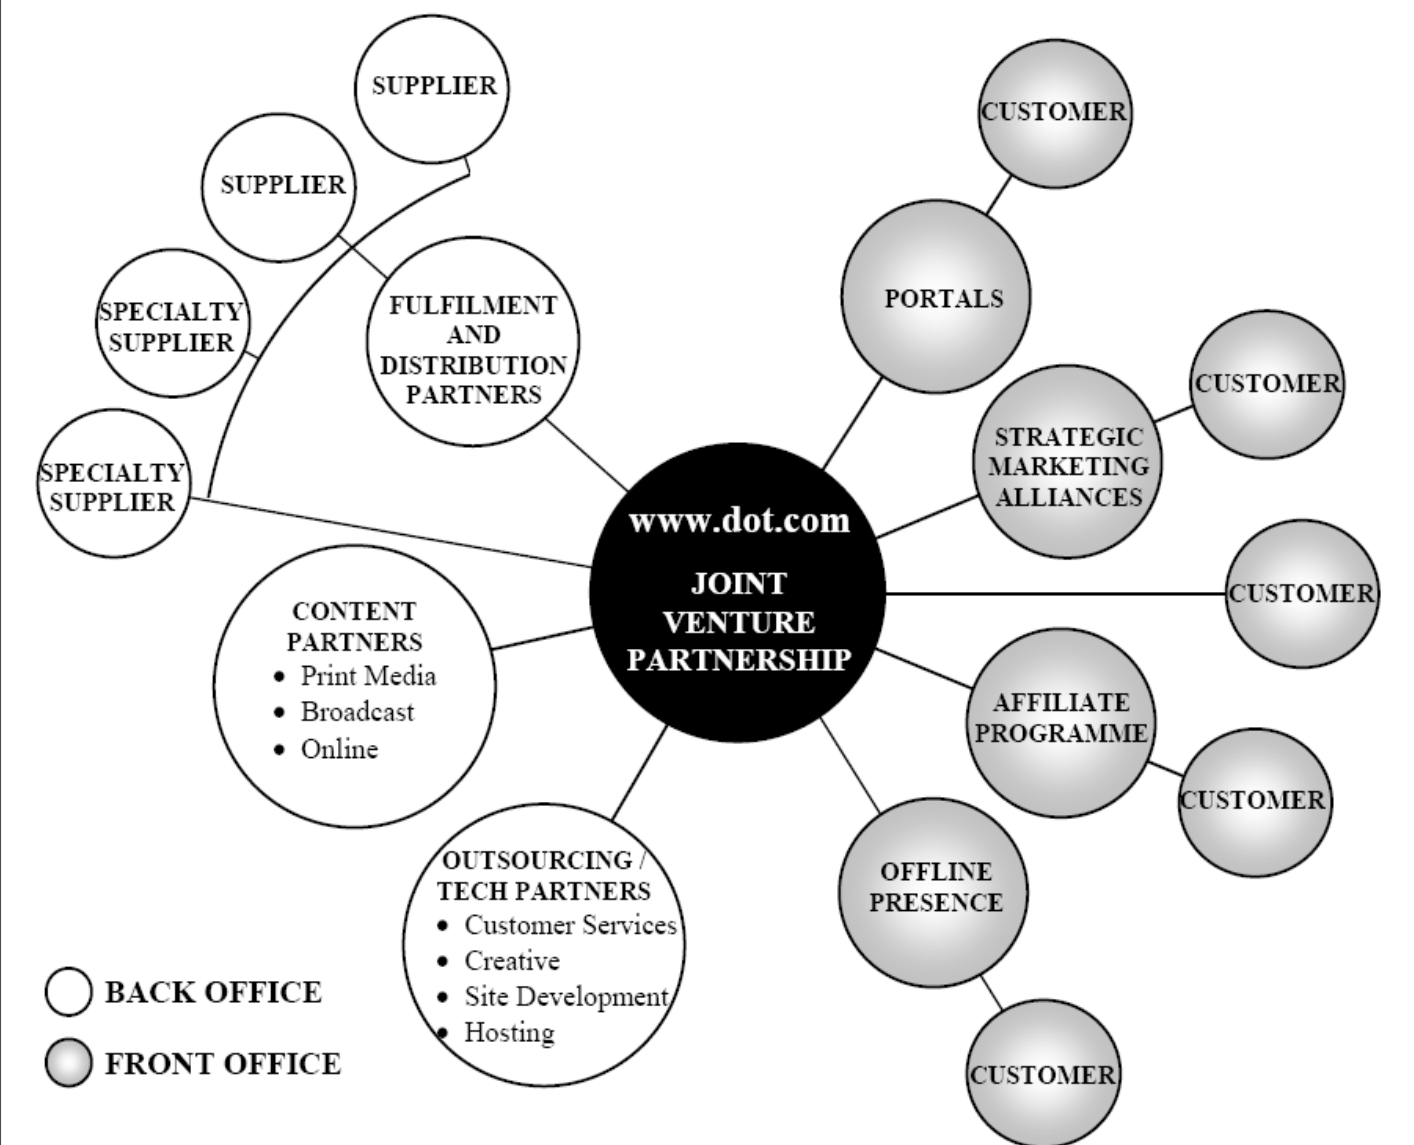 SUPPLIER
SUPPLIER
SPECIALTY
SUPPLIER
SPECIALTY
SUPPLIER
FULFILMENT
AND
DISTRIBUTION
PARTNERS
CONTENT
PARTNERS
• Print Media
• Broadcast
• Online
OUTSOURCING /
TECH PARTNERS
• Customer Services
• Creative
• Site Development
• Hosting
www.dot.com
JOINT
VENTURE
PARTNERSHIP
CUSTOMER
PORTALS
CUSTOMER
STRATEGIC
MARKETING
ALLIANCES
CUSTOMER
AFFILIATE
PROGRAMME
CUSTOMER
OFFLINE
PRESENCE
CUSTOMER
BACK OFFICE
FRONT OFFICE